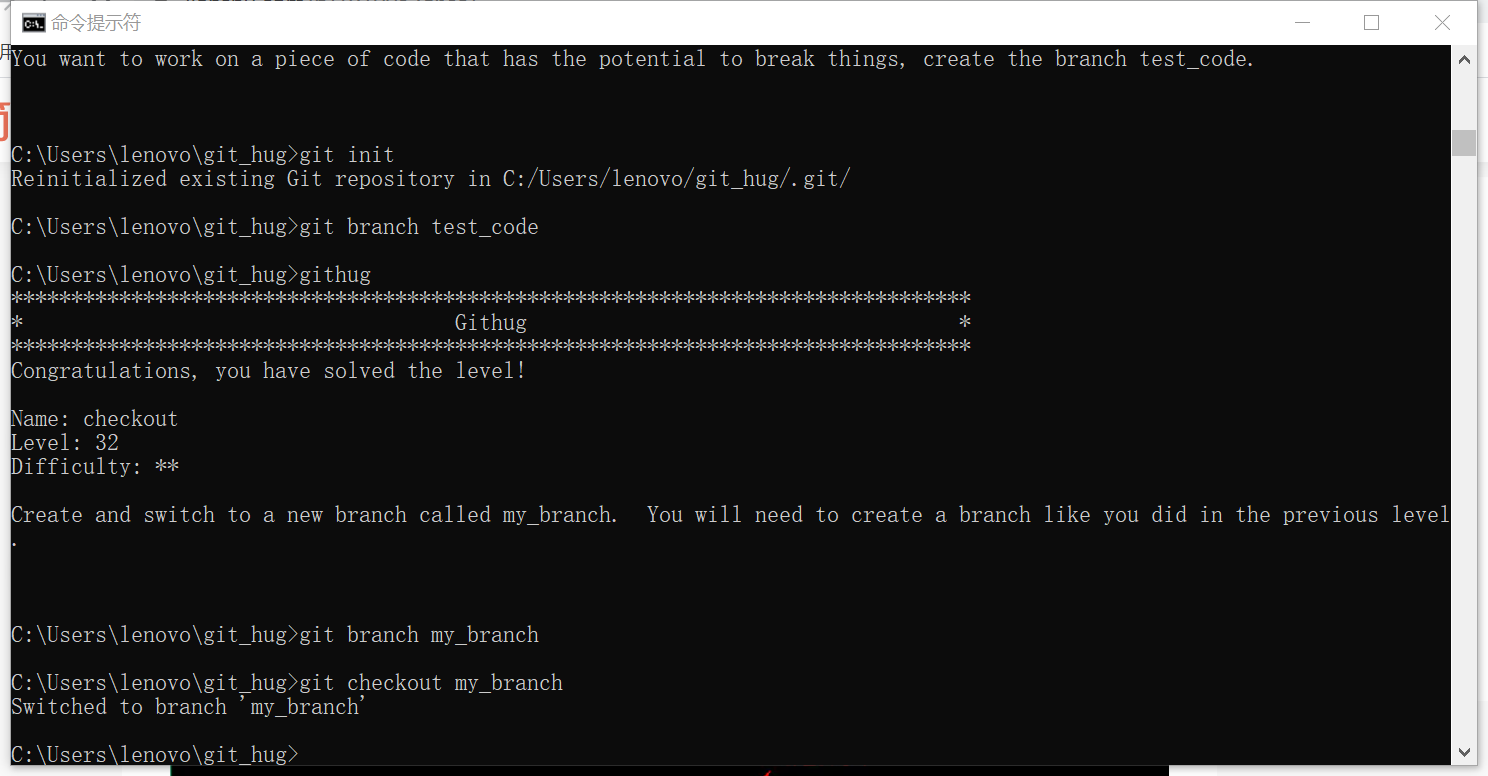 命令提示符
You want to work on a piece of code that has the potential to break things, create the branch test_code.
C:\Users\lenovo\git_hug>git init
Reinitialized existing Git repository in C:/Users/lenovo/git_hug/.git/
C:\Users\lenovo\git_hug>git branch test_code
C:\Users\lenovo\git_hug>githug
********************************************************************************
*                                    Githug                                    *
********************************************************************************
Congratulations, you have solved the level!
Name: checkout
Level: 32
Difficulty: **
Create and switch to a new branch called my_branch.  You will need to create a branch like you did in the previous level
.
C:\Users\lenovo\git_hug>git branch my_branch
C:\Users\lenovo\git_hug>git checkout my_branch
Switched to branch 'my_branch'
C:\Users\lenovo\git_hug>